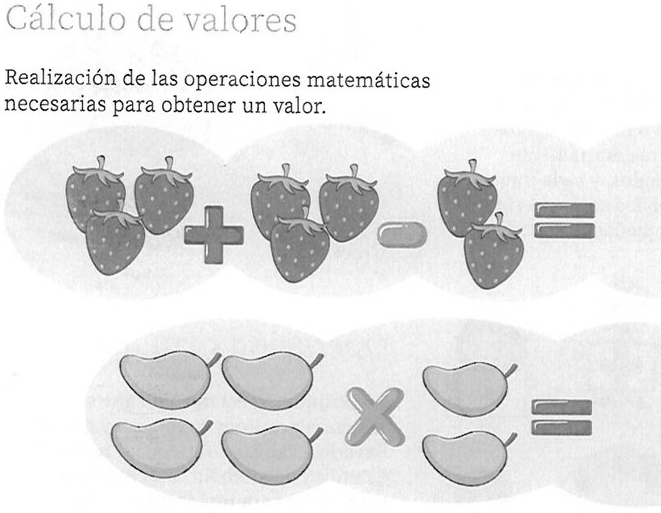 Cálculo de valores
Realización de las operaciones matemáticas
necesarias para obtener un valor.